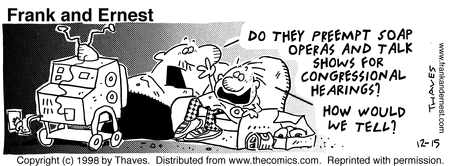 Frank and Ernest
DO THEY PREEMPT SOAP
OPERAS AND TALK
SHOWS FOR
CONGRESSIONAL
HEARINGS?
HOW WOULD
WE TELL?
www.frankandernest.com
THAVES
12-15
Copyright (c) 1998 by Thaves. Distributed from www.thecomics.com. Reprinted with permission.